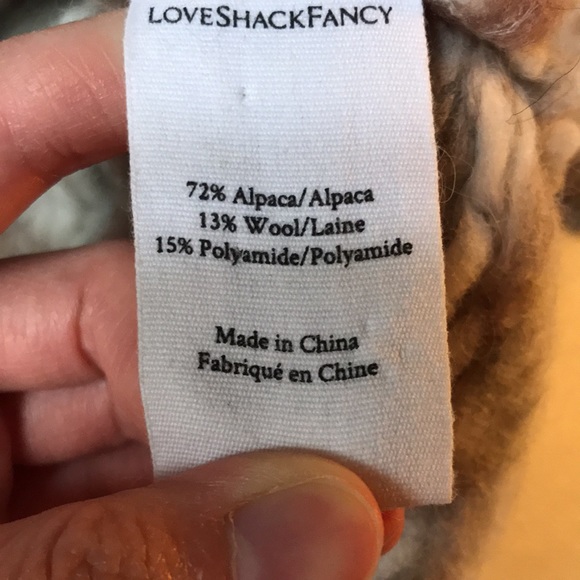 LOVESHACKFANCY
72% Alpaca/Alpaca
13% Wool/Laine
15% Polyamide/Polyamide
Made in China
Fabriqué en Chine